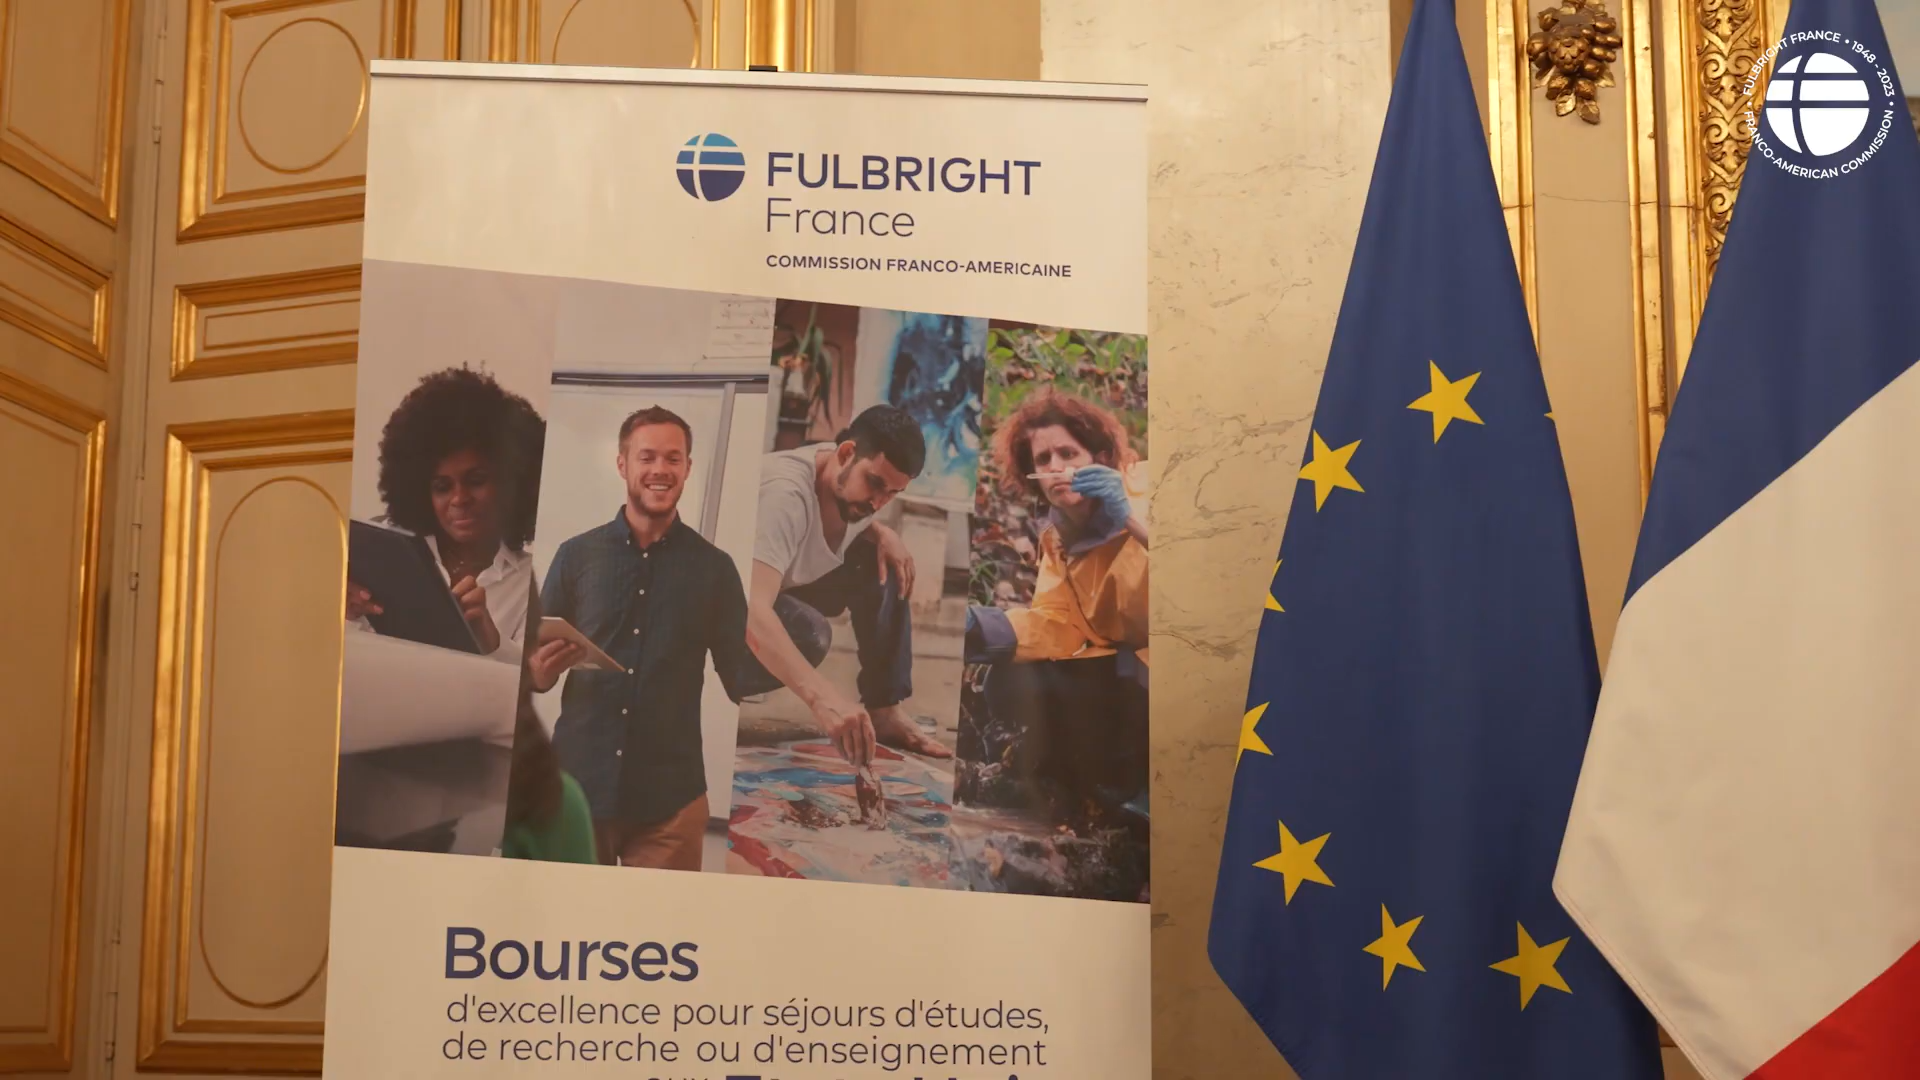 FULBRIGHT
France
COMMISSION FRANCO-AMERICAINE
Bourses
d'excellence pour séjours d'études,
de recherche ou d'enseignement
FULBRIGHT FRANCE • 1948 - 2023 •
FRANCO-AMERICAN COMMISSION •